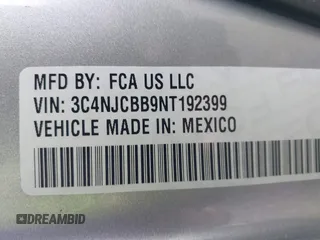 MFD BY: FCA US LLC
VIN: 3C4NJCBB9NT192399
VEHICLE MADE IN: MEXICO
DREAMBID